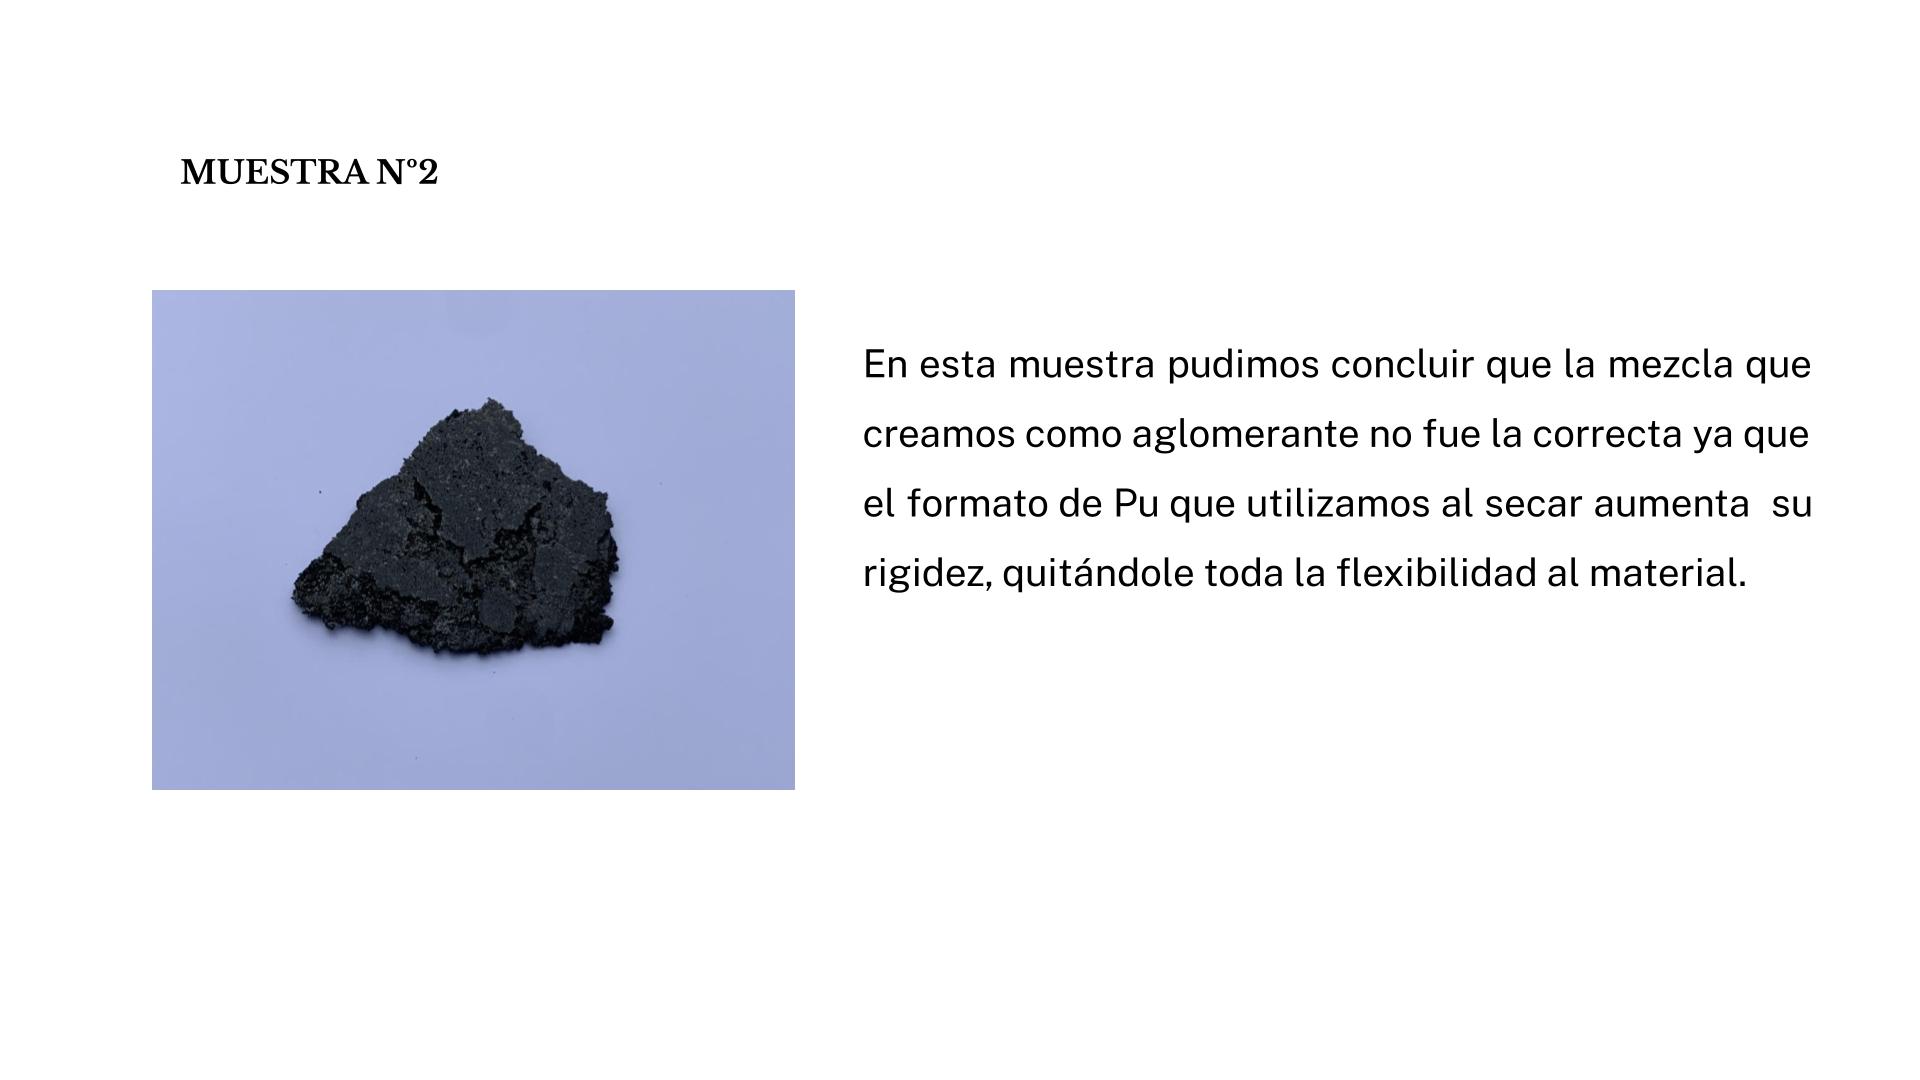 MUESTRA N°2
En esta muestra pudimos concluir que la mezcla que
creamos como aglomerante no fue la correcta ya que
el formato de Pu que utilizamos al secar aumenta  su
rigidez, quitándole toda la flexibilidad al material.